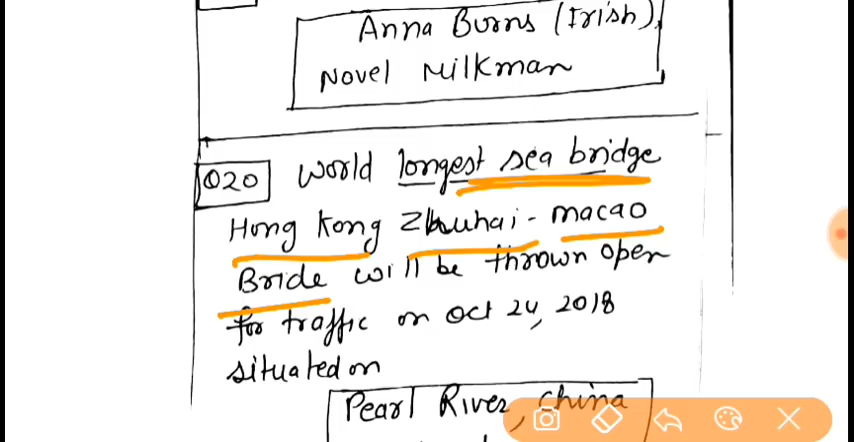 Anna Burns (Irish)
Novel Milkman
Q20 World longest sea bridge
Hong Kong Zhuhai - macao
Bride will be thrown open
for traffic on Oct 24, 2018
situated on
Pearl River, China